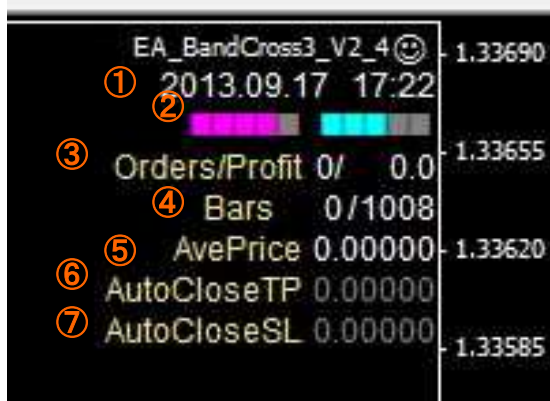 EA_BandCross3_V2_4☺ 1.33690
① 2013.09.17 17:22
②
③ Orders/Profit 0/ 0.0 1.33655
④ Bars 0/1008
⑤ AvePrice 0.00000 1.33620
⑥ AutoCloseTP 0.00000
⑦ AutoCloseSL 0.00000
1.33585